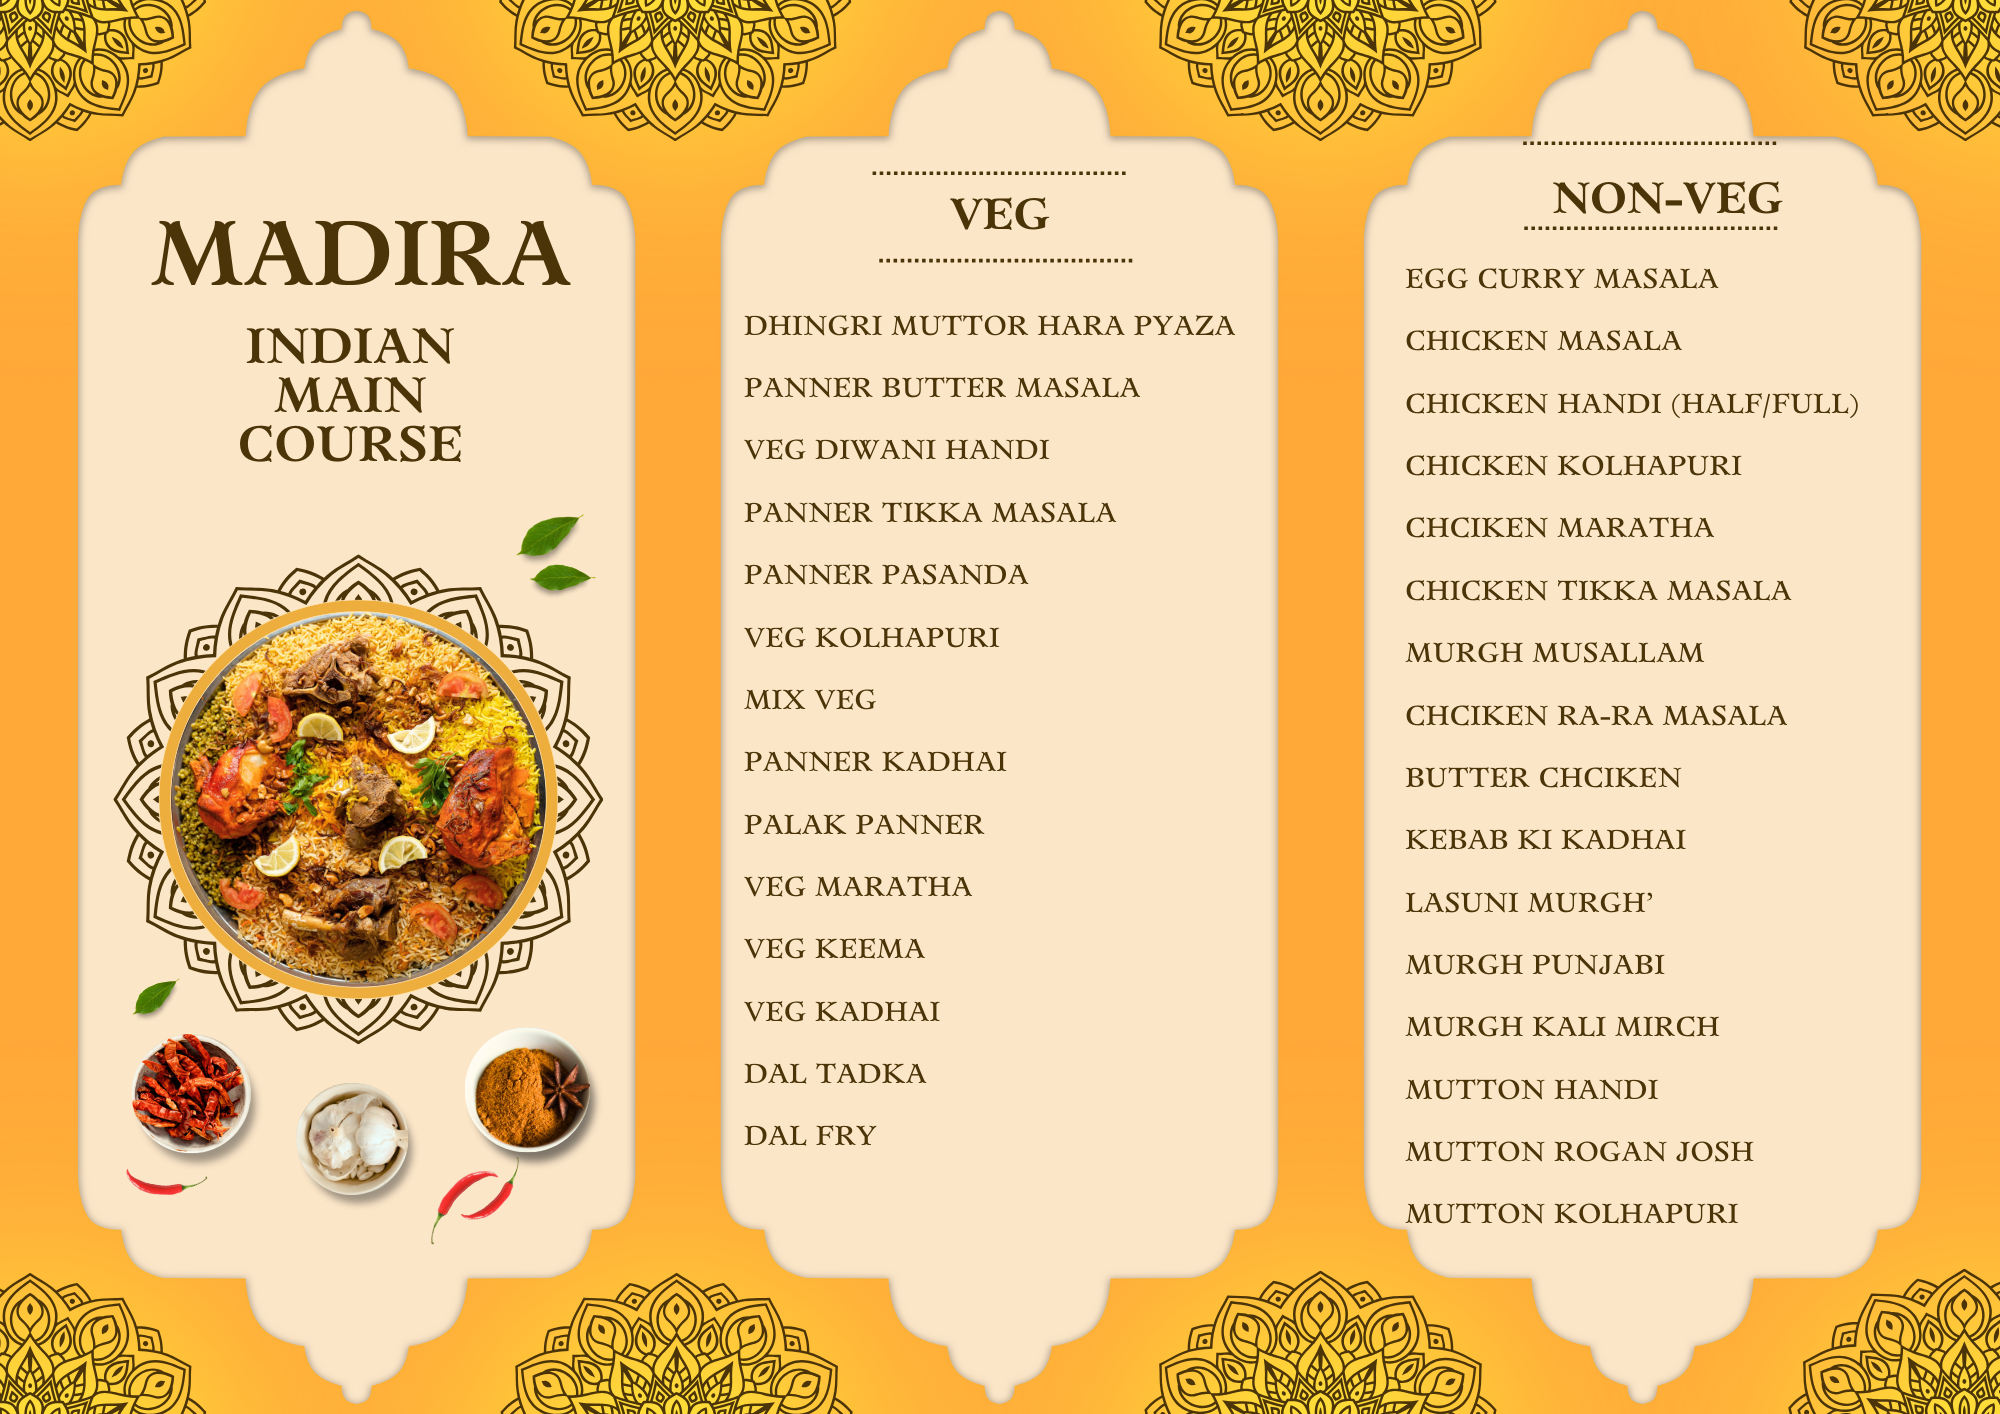 MADIRA
INDIAN
MAIN
COURSE
VEG
DHINGRI MUTTOR HARA PYAZA
PANNER BUTTER MASALA
VEG DIWANI HANDI
PANNER TIKKA MASALA
PANNER PASANDA
VEG KOLHAPURI
MIX VEG
PANNER KADHAI
PALAK PANNER
VEG MARATHA
VEG KEEMA
VEG KADHAI
DAL TADKA
DAL FRY
NON-VEG
EGG CURRY MASALA
CHICKEN MASALA
CHICKEN HANDI (HALF/FULL)
CHICKEN KOLHAPURI
CHCIKEN MARATHA
CHICKEN TIKKA MASALA
MURGH MUSALLAM
CHCIKEN RA-RA MASALA
BUTTER CHCIKEN
KEBAB KI KADHAI
LASUNI MURGH’
MURGH PUNJABI
MURGH KALI MIRCH
MUTTON HANDI
MUTTON ROGAN JOSH
MUTTON KOLHAPURI